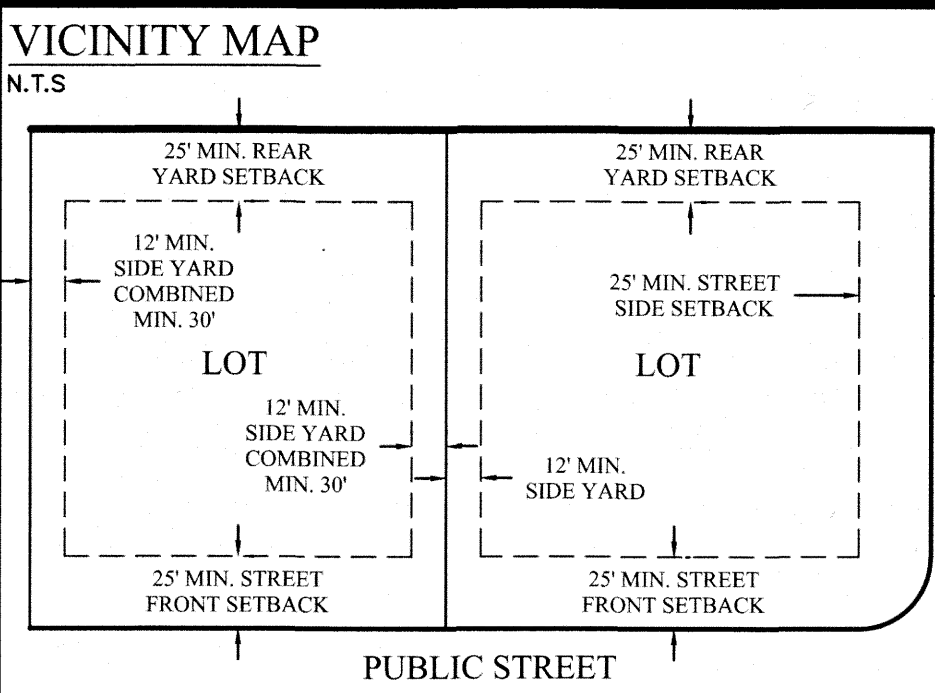 VICINITY MAP
N.T.S
25' MIN. REAR
YARD SETBACK
25' MIN. REAR
YARD SETBACK
12' MIN.
SIDE YARD
COMBINED
MIN. 30'
25' MIN. STREET
SIDE SETBACK
LOT
LOT
12' MIN.
SIDE YARD
COMBINED
MIN. 30'
12' MIN.
SIDE YARD
25' MIN. STREET
FRONT SETBACK
25' MIN. STREET
FRONT SETBACK
PUBLIC STREET